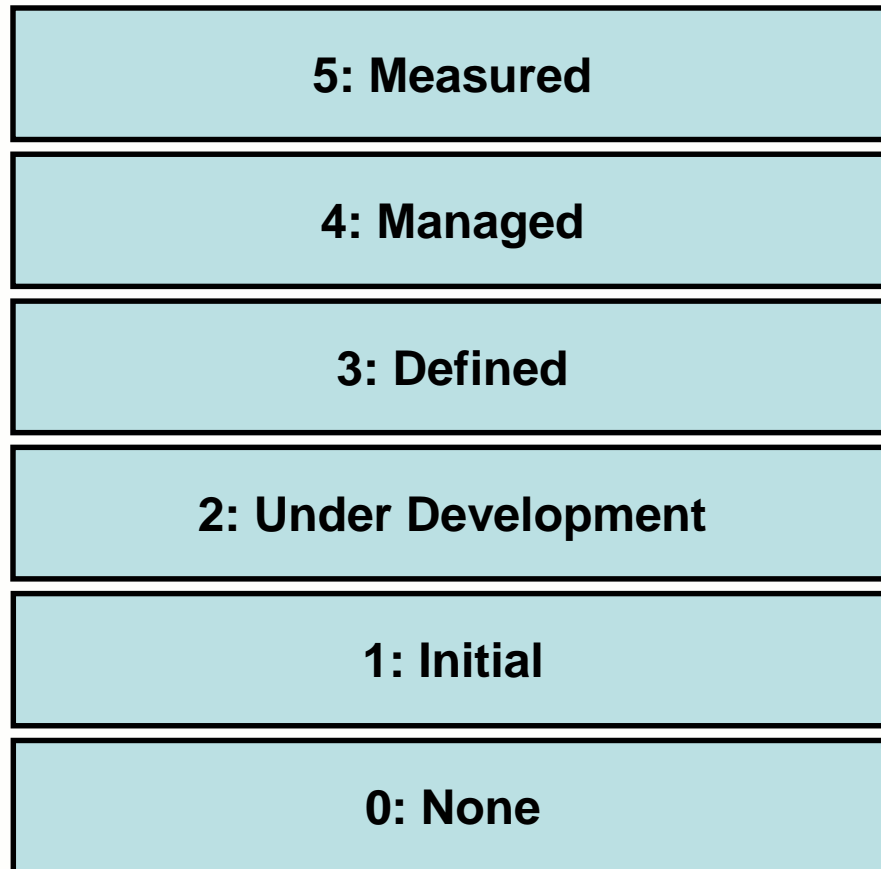 5: Measured
4: Managed
3: Defined
2: Under Development
1: Initial
0: None